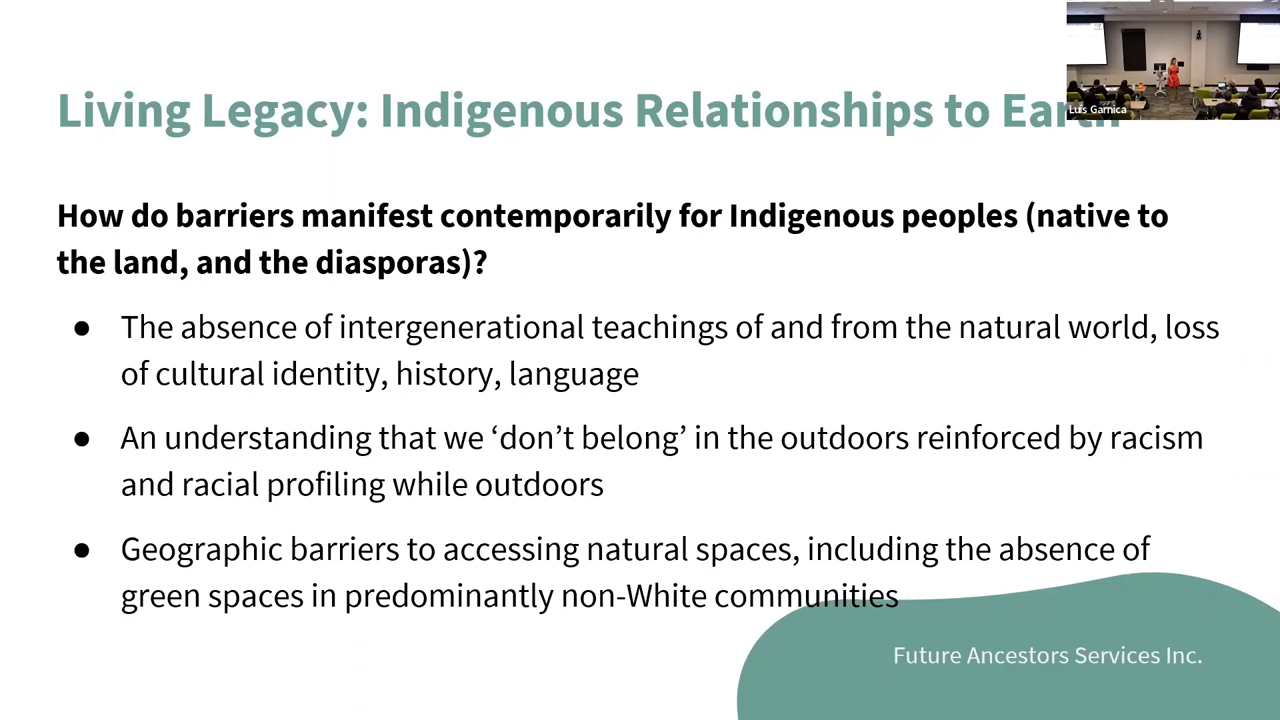 Living Legacy: Indigenous Relationships to Earth
Luis Garnica
How do barriers manifest contemporarily for Indigenous peoples (native to
the land, and the diasporas)?
● The absence of intergenerational teachings of and from the natural world, loss
of cultural identity, history, language
● An understanding that we ‘don’t belong’ in the outdoors reinforced by racism
and racial profiling while outdoors
● Geographic barriers to accessing natural spaces, including the absence of
green spaces in predominantly non-White communities
Future Ancestors Services Inc.